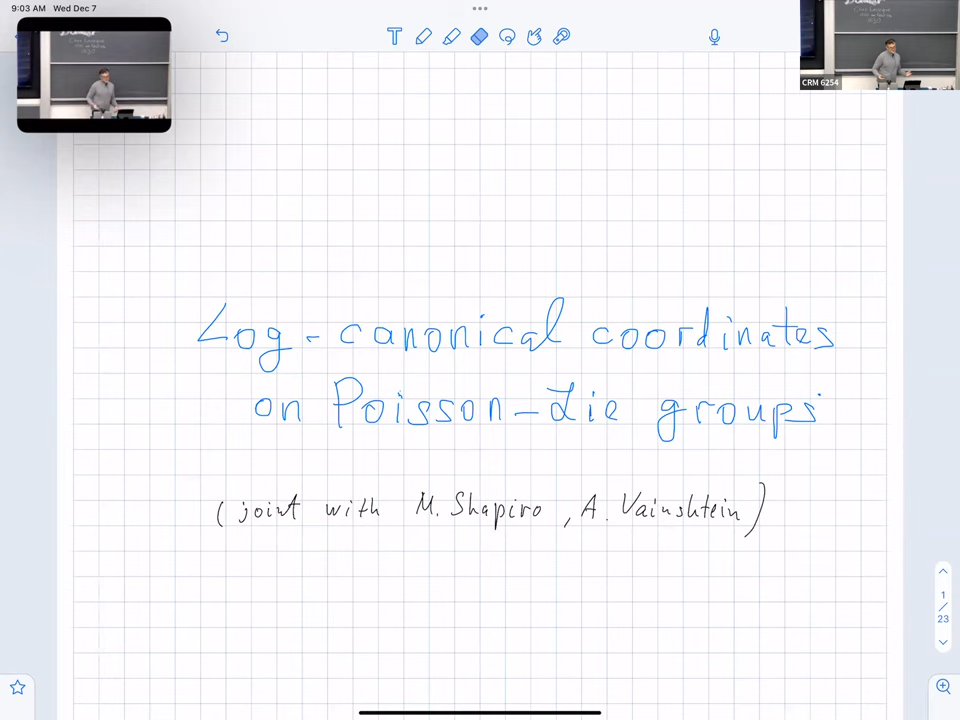 9:03 AM Wed Dec 7
CRM 6254
Log-canonical coordinates
on Poisson-Lie groups
(joint with M. Shapiro, A. Vainshtein)
1
/
23